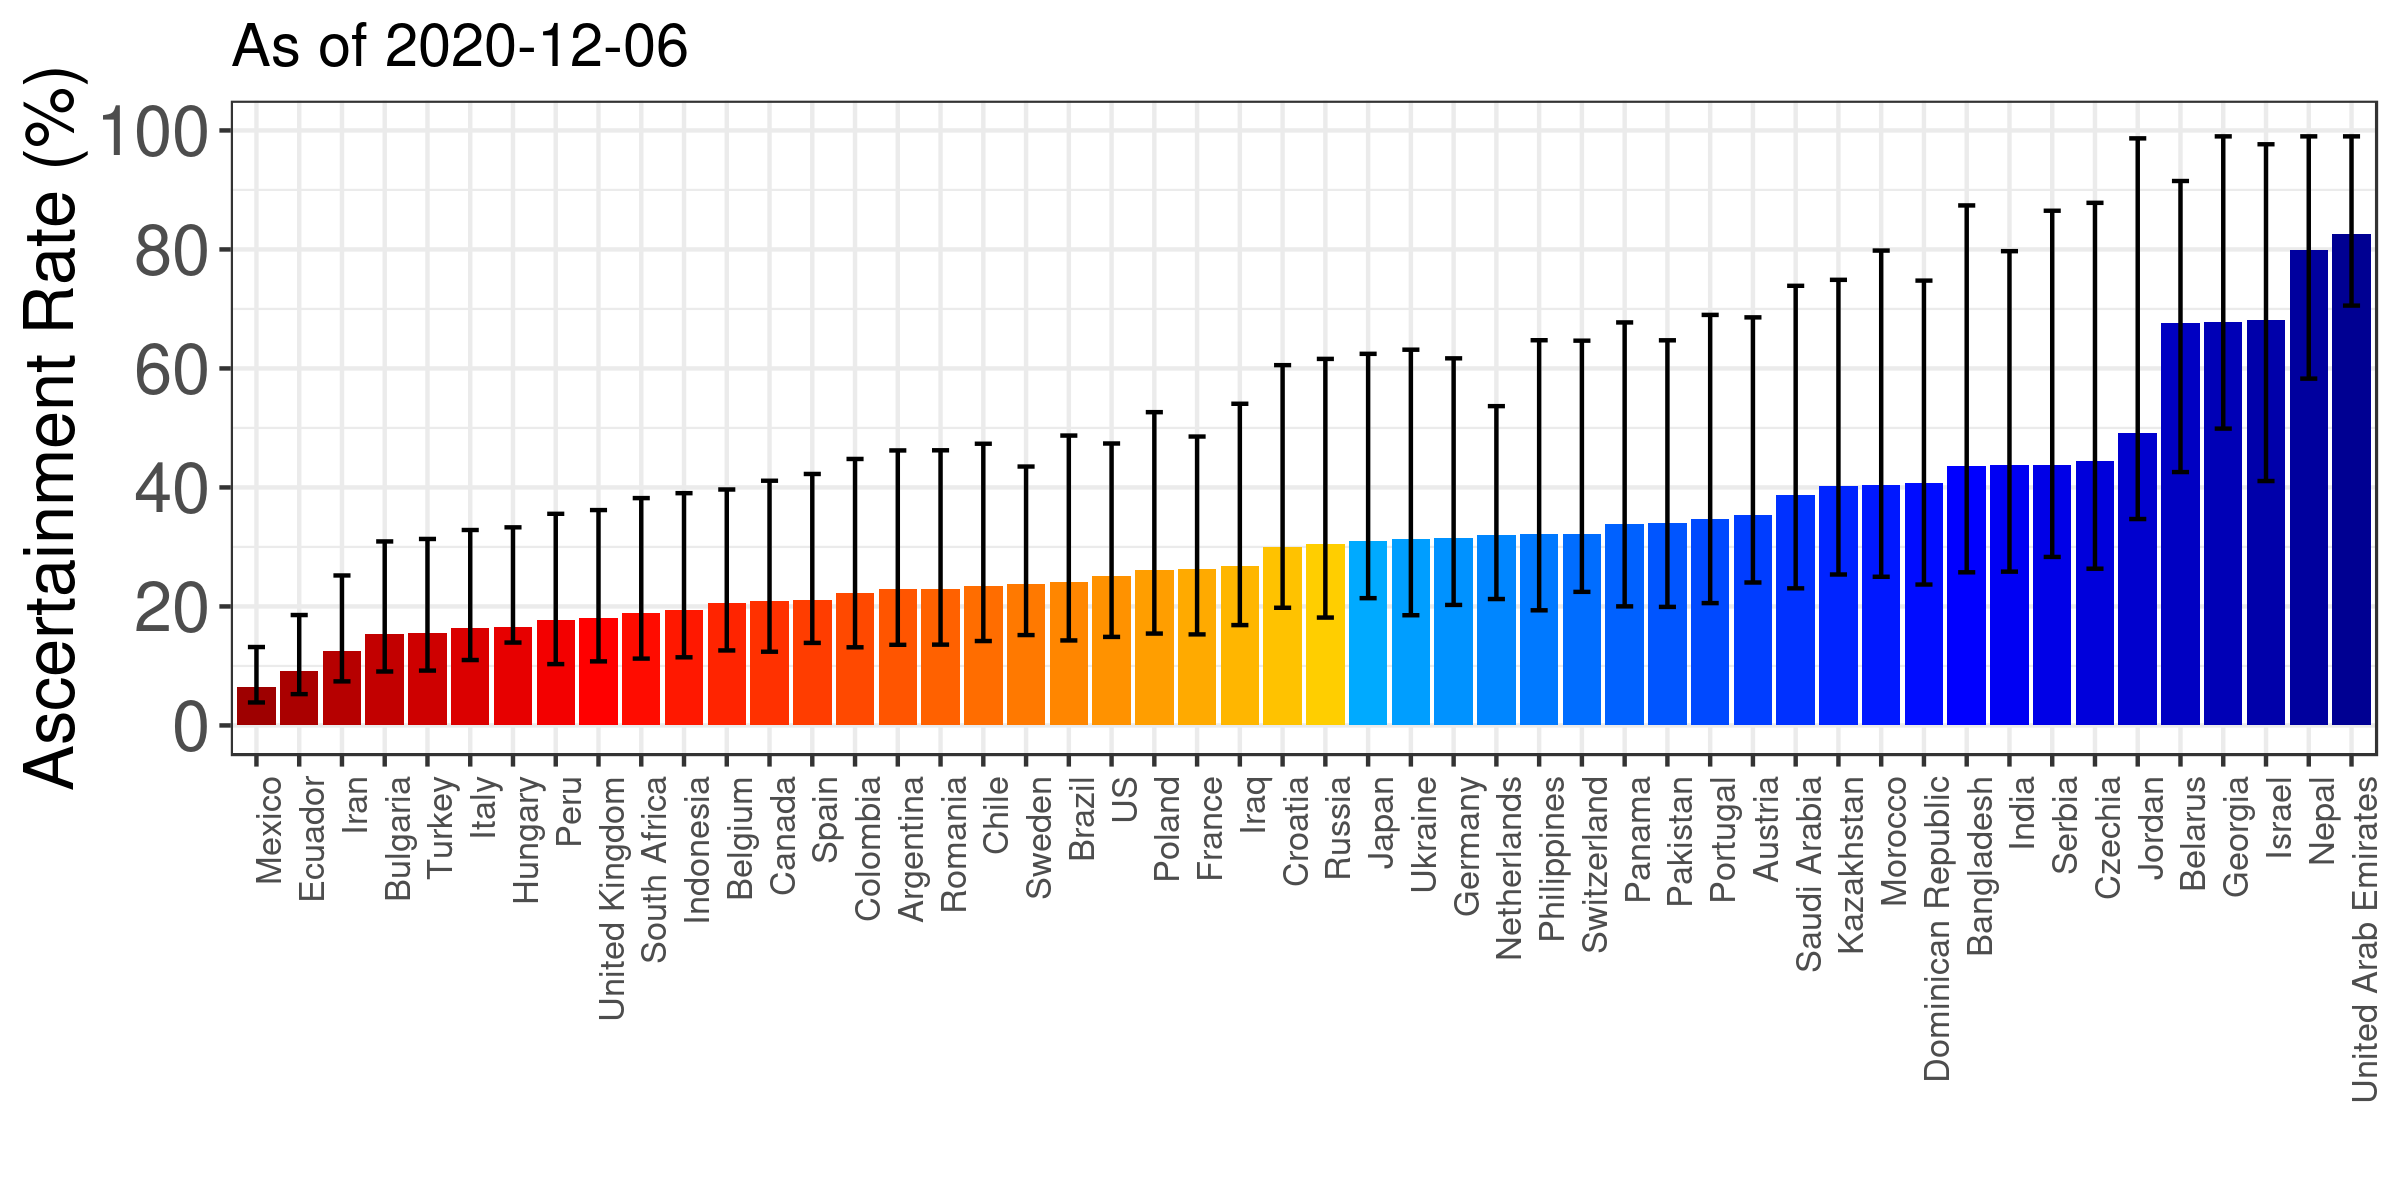 As of 2020-12-06
Ascertainment Rate (%)
100
80
60
40
20
0
Mexico
Ecuador
Iran
Bulgaria
Turkey
Italy
Hungary
Peru
United Kingdom
South Africa
Indonesia
Belgium
Canada
Spain
Colombia
Argentina
Romania
Chile
Sweden
Brazil
US
Poland
France
Iraq
Croatia
Russia
Japan
Ukraine
Germany
Netherlands
Philippines
Switzerland
Panama
Pakistan
Portugal
Austria
Saudi Arabia
Kazakhstan
Morocco
Dominican Republic
Bangladesh
India
Serbia
Czechia
Jordan
Belarus
Georgia
Israel
Nepal
United Arab Emirates